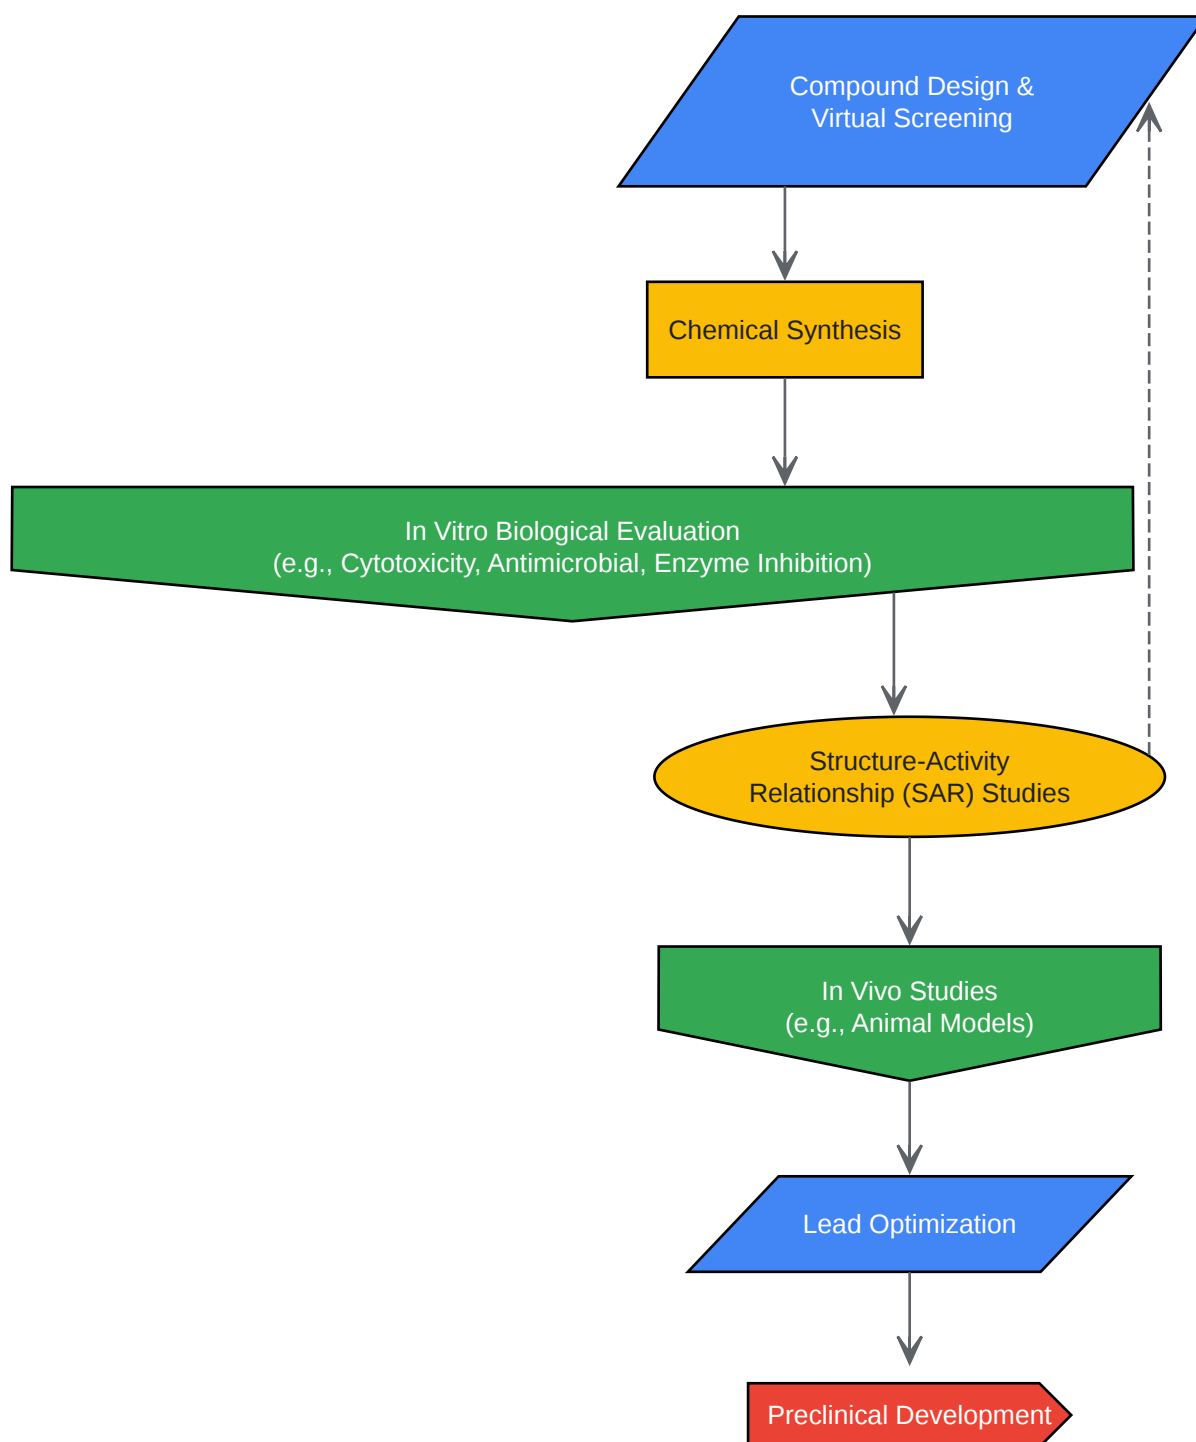 Compound Design &
Virtual Screening
Chemical Synthesis
In Vitro Biological Evaluation
(e.g., Cytotoxicity, Antimicrobial, Enzyme Inhibition)
Structure-Activity
Relationship (SAR) Studies
In Vivo Studies
(e.g., Animal Models)
Lead Optimization
Preclinical Development